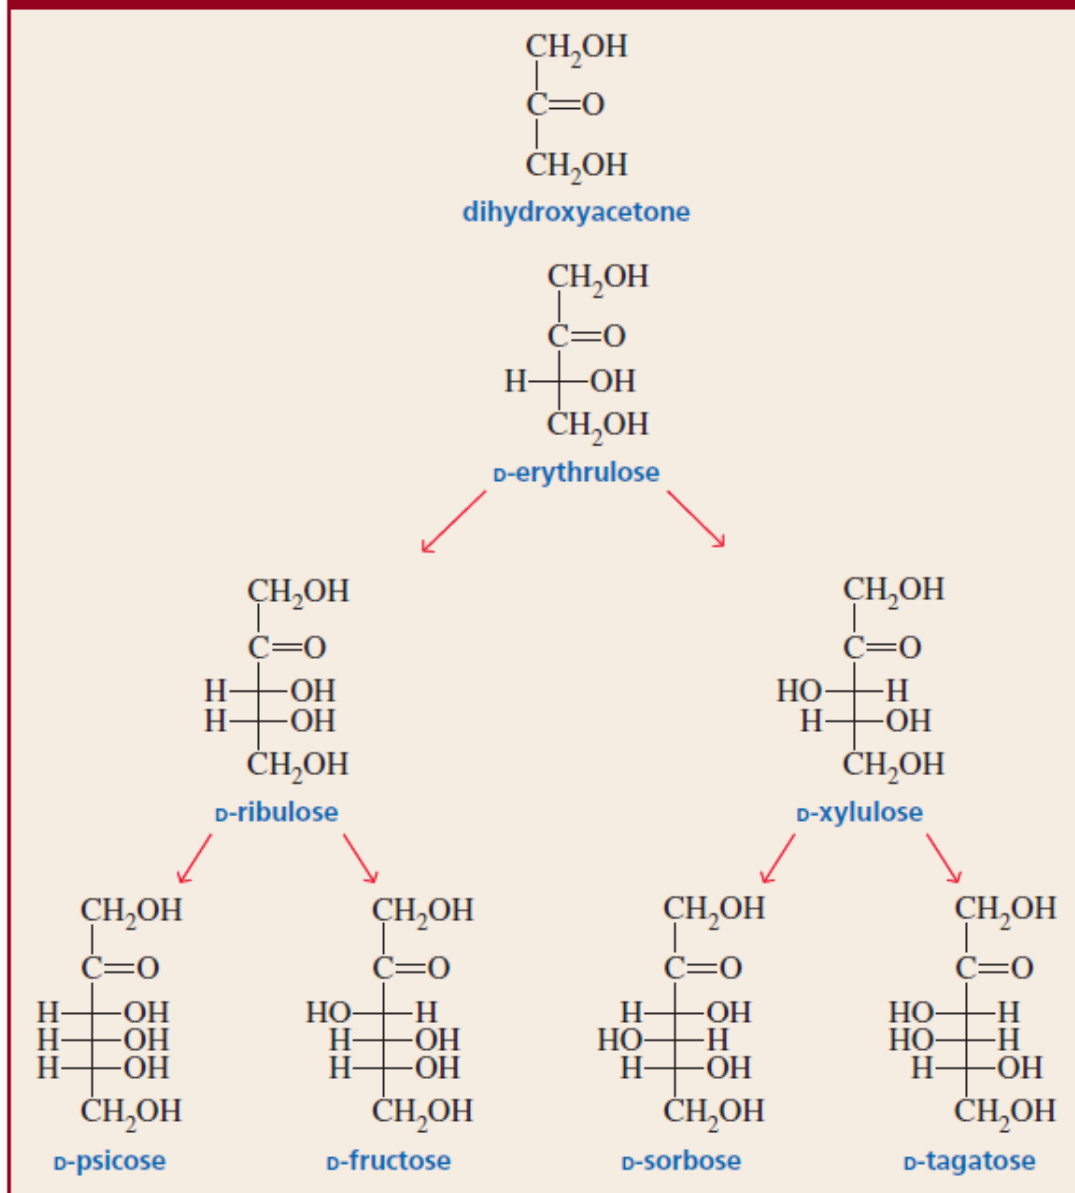 CH₂OH
C=O
CH₂OH
dihydroxyacetone
CH₂OH
C=O
H OH
CH₂OH
D-erythrulose
CH₂OH
C=O
H OH
H OH
CH₂OH
D-ribulose
CH₂OH
C=O
HO H
H OH
CH₂OH
D-xylulose
CH₂OH
C=O
H OH
H OH
H OH
CH₂OH
D-psicose
CH₂OH
C=O
HO H
H OH
H OH
CH₂OH
D-fructose
CH₂OH
C=O
H OH
HO H
H OH
CH₂OH
D-sorbose
CH₂OH
C=O
HO H
HO H
H OH
CH₂OH
D-tagatose